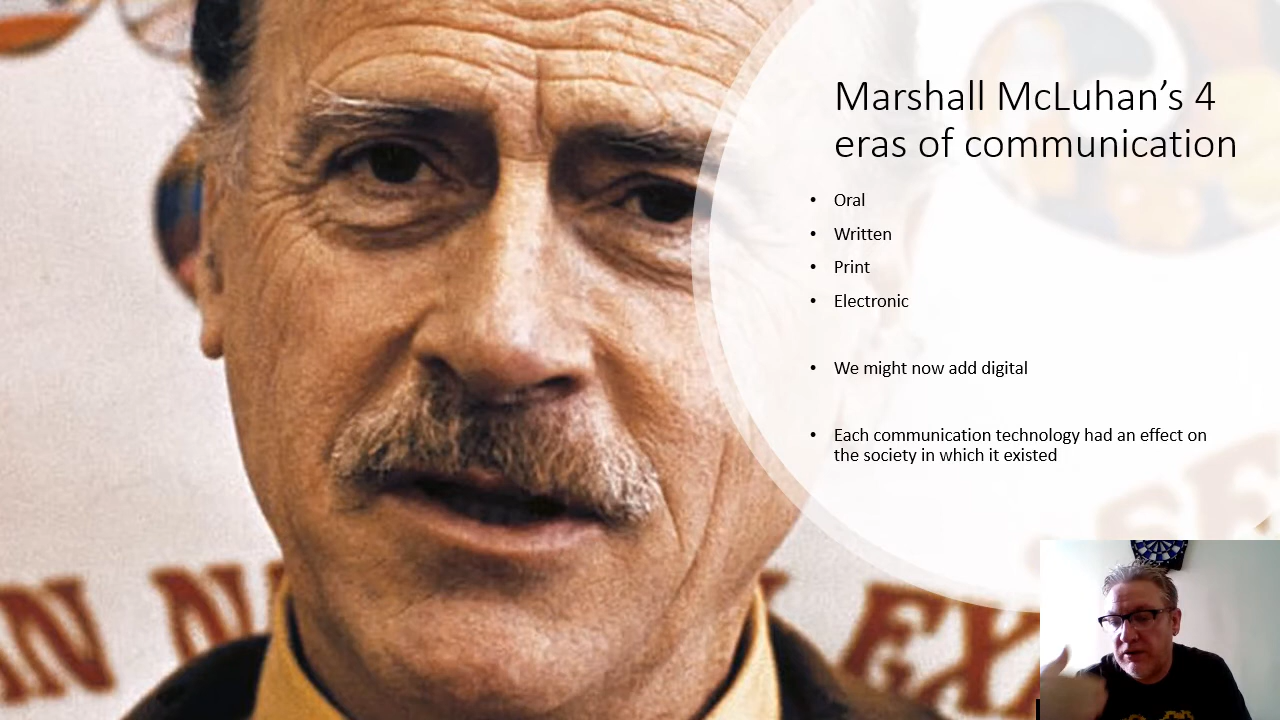 Marshall McLuhan’s 4
eras of communication
• Oral
• Written
• Print
• Electronic
• We might now add digital
• Each communication technology had an effect on
the society in which it existed